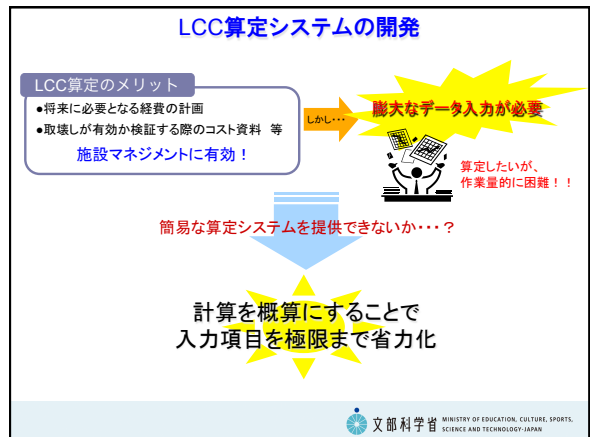 LCC算定システムの開発
LCC算定のメリット
●将来に必要となる経費の計画
●取壊しが有効か検証する際のコスト資料 等
施設マネジメントに有効！
しかし・・・
膨大なデータ入力が必要
算定したいが、
作業量的に困難！！
簡易な算定システムを提供できないか・・・？
計算を概算にすることで
入力項目を極限まで省力化
文部科学省 MINISTRY OF EDUCATION, CULTURE, SPORTS,
SCIENCE AND TECHNOLOGY-JAPAN